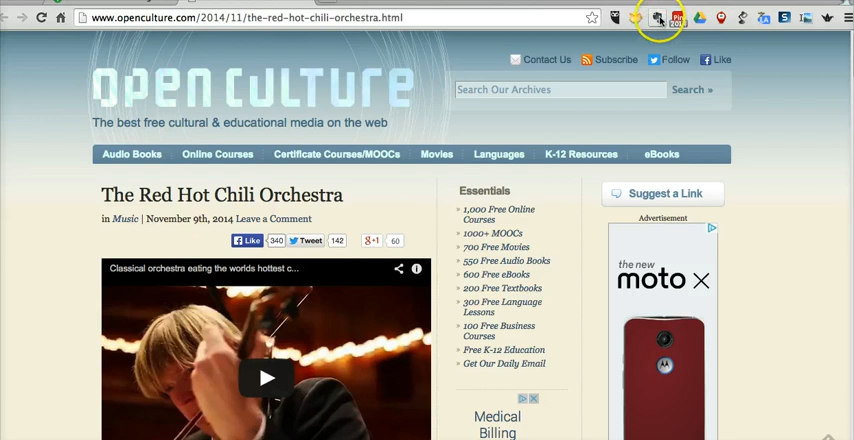 www.openculture.com/2014/11/the-red-hot-chili-orchestra.html
Contact Us Subscribe Follow Like
OPEN CULTURE
The best free cultural & educational media on the web
Search Our Archives Search »
Audio Books Online Courses Certificate Courses/MOOCs Movies Languages K-12 Resources eBooks
The Red Hot Chili Orchestra
in Music | November 9th, 2014 Leave a Comment
Like 340 Tweet 142 g+1 60
Classical orchestra eating the worlds hottest c...
Essentials
» 1,000 Free Online
Courses
» 1000+ MOOCs
» 700 Free Movies
» 550 Free Audio Books
» 600 Free eBooks
» 200 Free Textbooks
» 300 Free Language
Lessons
» 100 Free Business
Courses
» Free K-12 Education
» Get Our Daily Email
Medical
Billing
Suggest a Link
Advertisement
the new
moto X